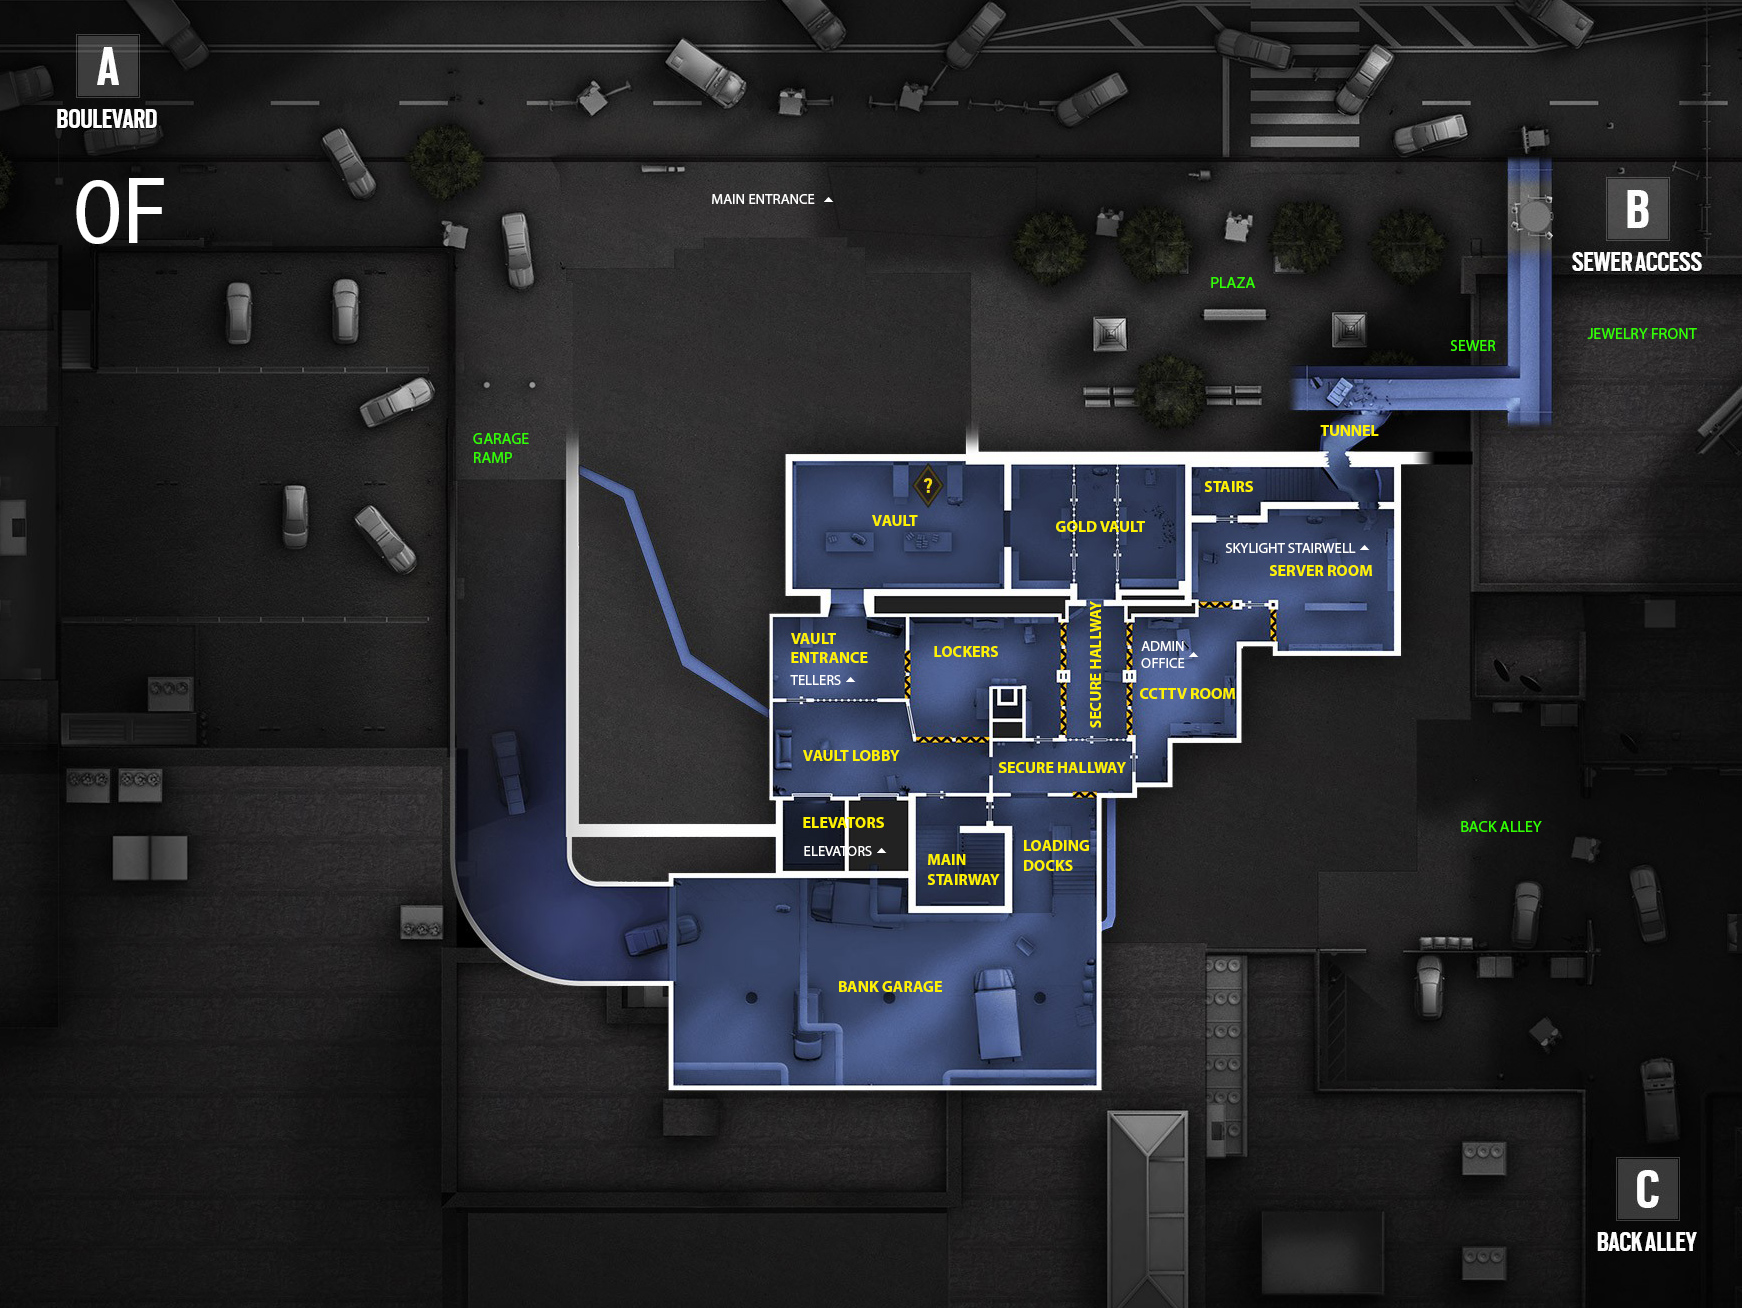 A
BOULEVARD
0F
MAIN ENTRANCE
B
SEWER ACCESS
PLAZA
SEWER
JEWELRY FRONT
GARAGE
RAMP
TUNNEL
STAIRS
?
VAULT
GOLD VAULT
SKYLIGHT STAIRWELL
SERVER ROOM
VAULT
ENTRANCE
TELLERS
LOCKERS
SECURE HALLWAY
ADMIN
OFFICE
CCTTV ROOM
VAULT LOBBY
SECURE HALLWAY
ELEVATORS
ELEVATORS
MAIN
STAIRWAY
LOADING
DOCKS
BACK ALLEY
BANK GARAGE
C
BACK ALLEY